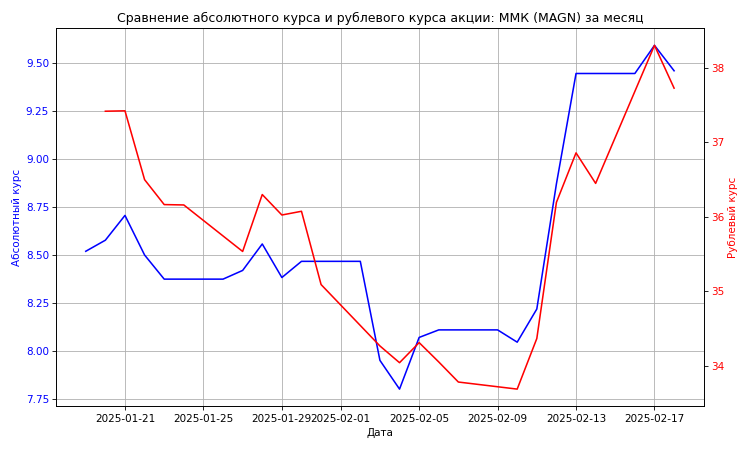 Сравнение абсолютного курса и рублевого курса акции: ММК (MAGN) за месяц
Абсолютный курс
9.50
9.25
9.00
8.75
8.50
8.25
8.00
7.75
38
37
36
35
34
Рублевый курс
2025-01-21 2025-01-25 2025-01-29 2025-02-01 2025-02-05 2025-02-09 2025-02-13 2025-02-17
Дата